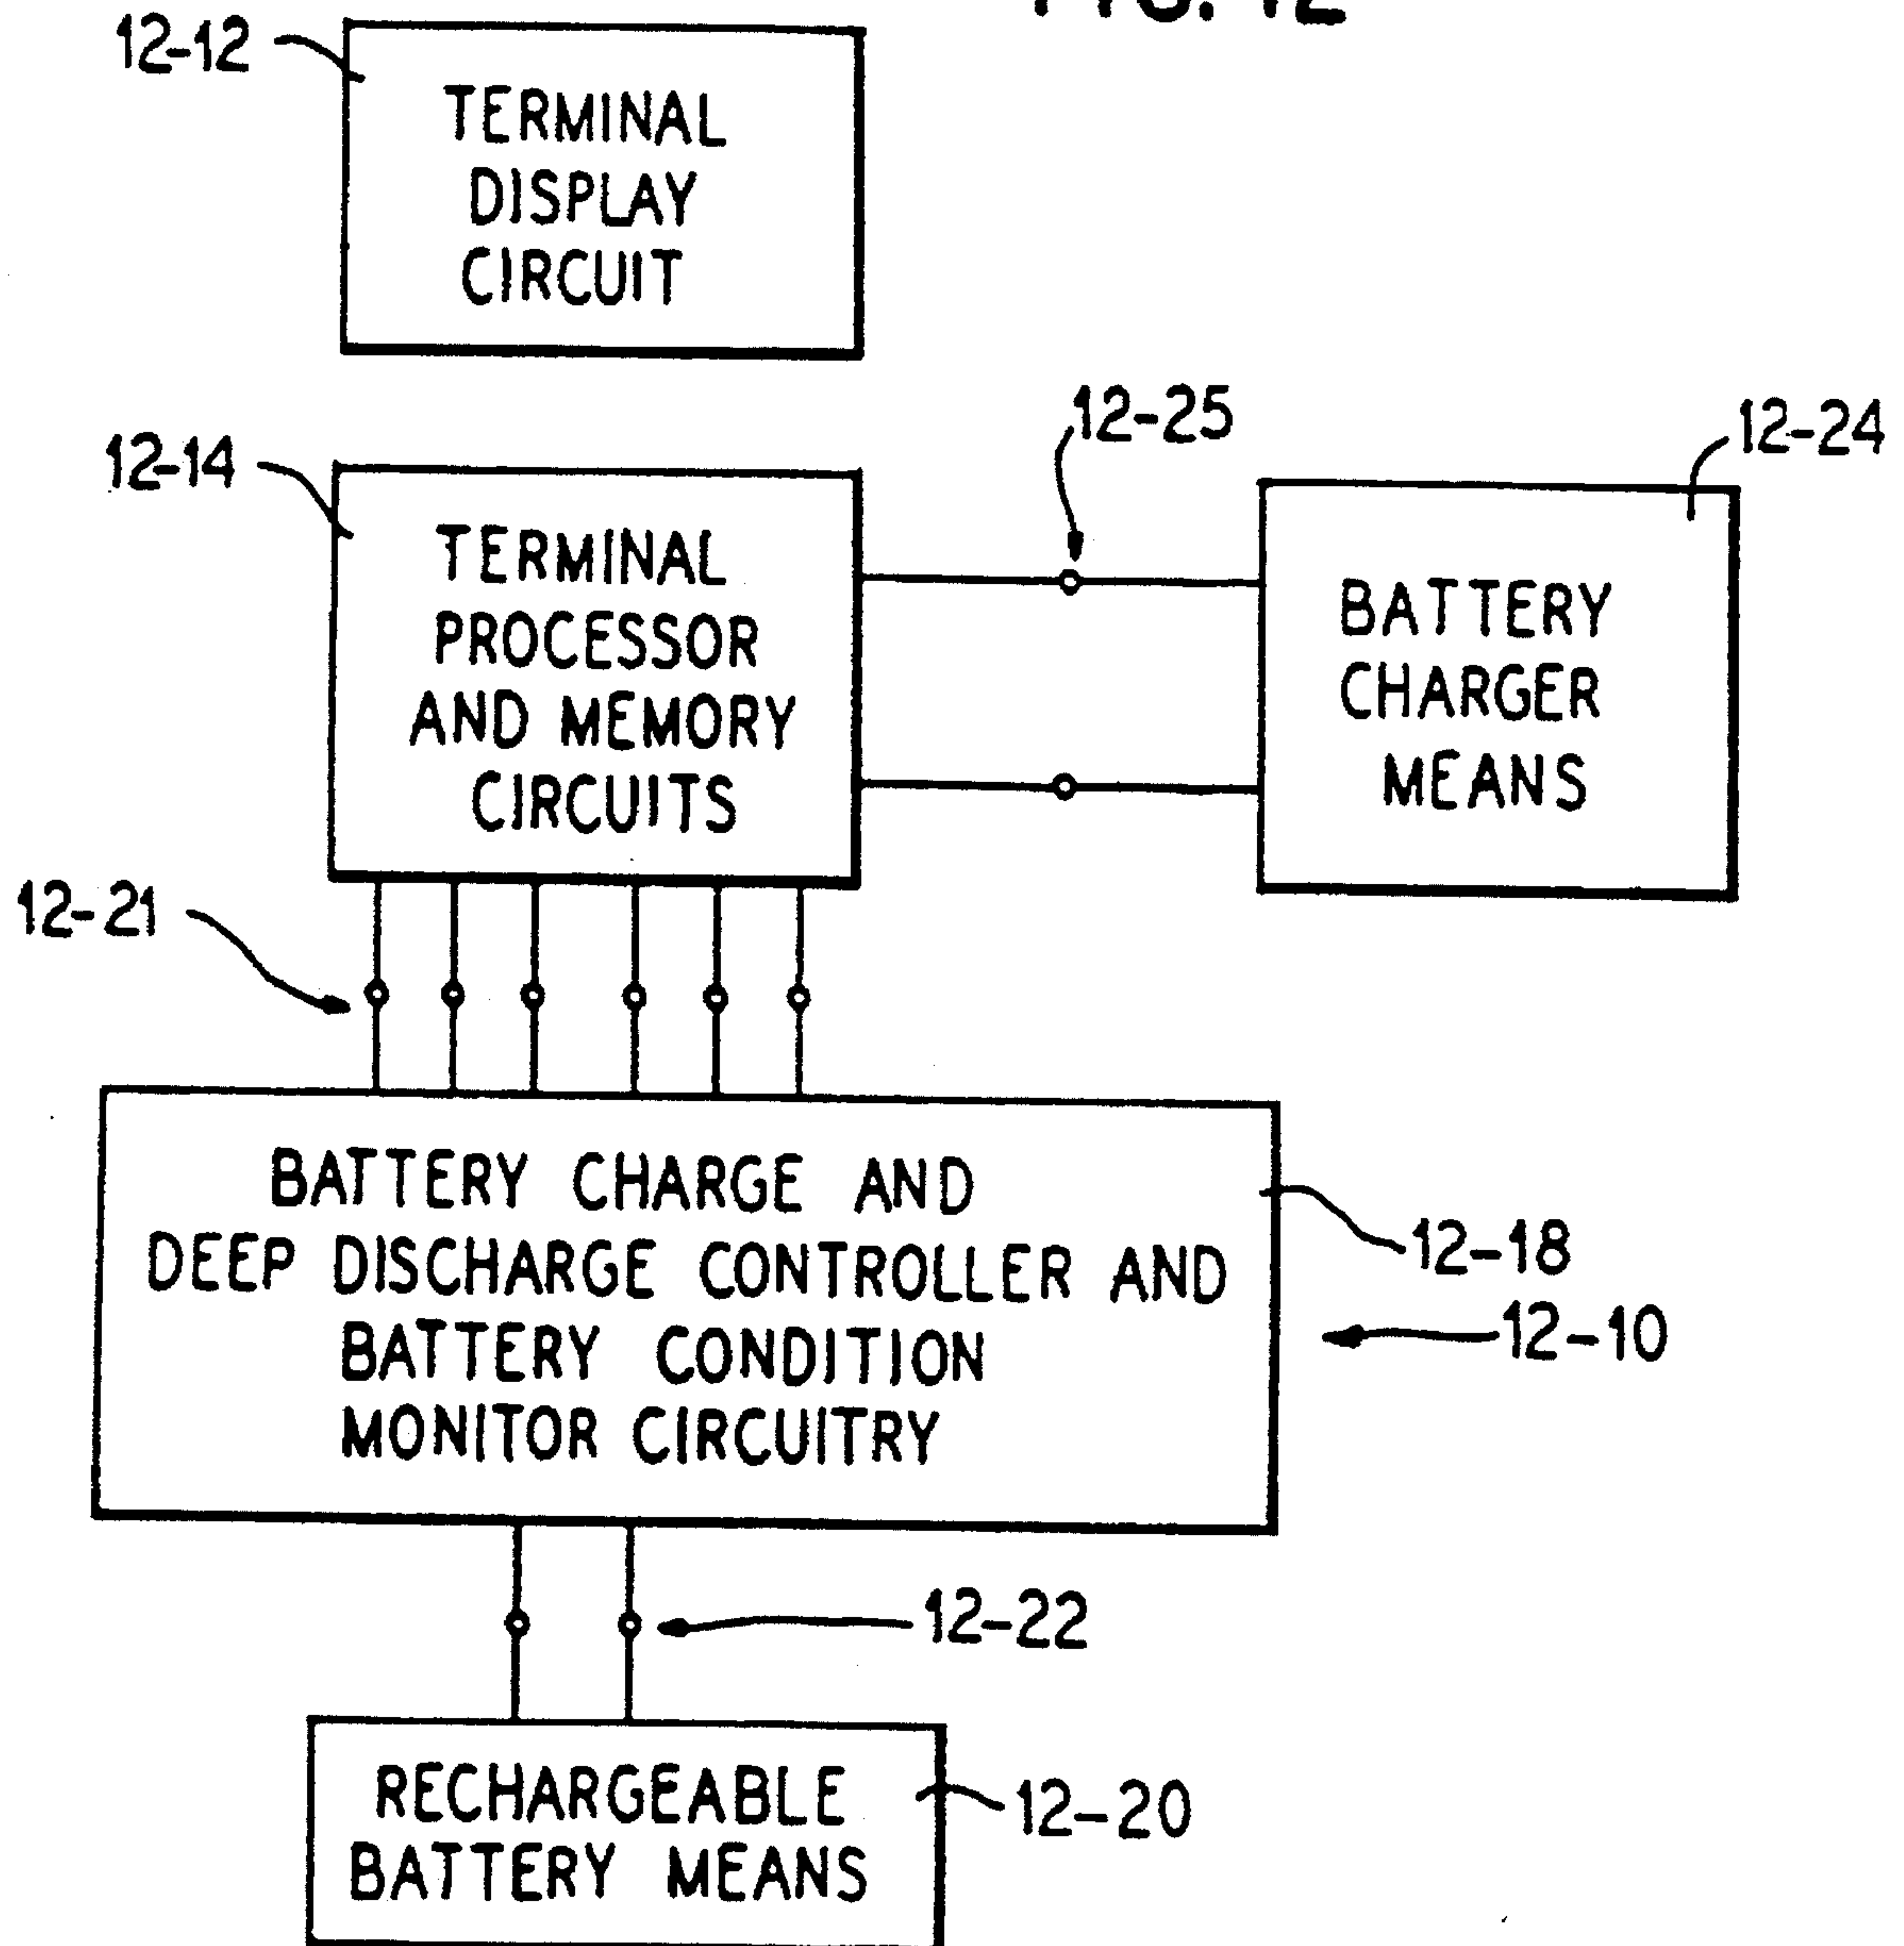 FIG. 12
12-12
TERMINAL
DISPLAY
CIRCUIT
12-25
12-24
12-14
TERMINAL
PROCESSOR
AND MEMORY
CIRCUITS
BATTERY
CHARGER
MEANS
12-21
BATTERY CHARGE AND
DEEP DISCHARGE CONTROLLER AND
BATTERY CONDITION
MONITOR CIRCUITRY
12-18
12-10
12-22
RECHARGEABLE
BATTERY MEANS
12-20